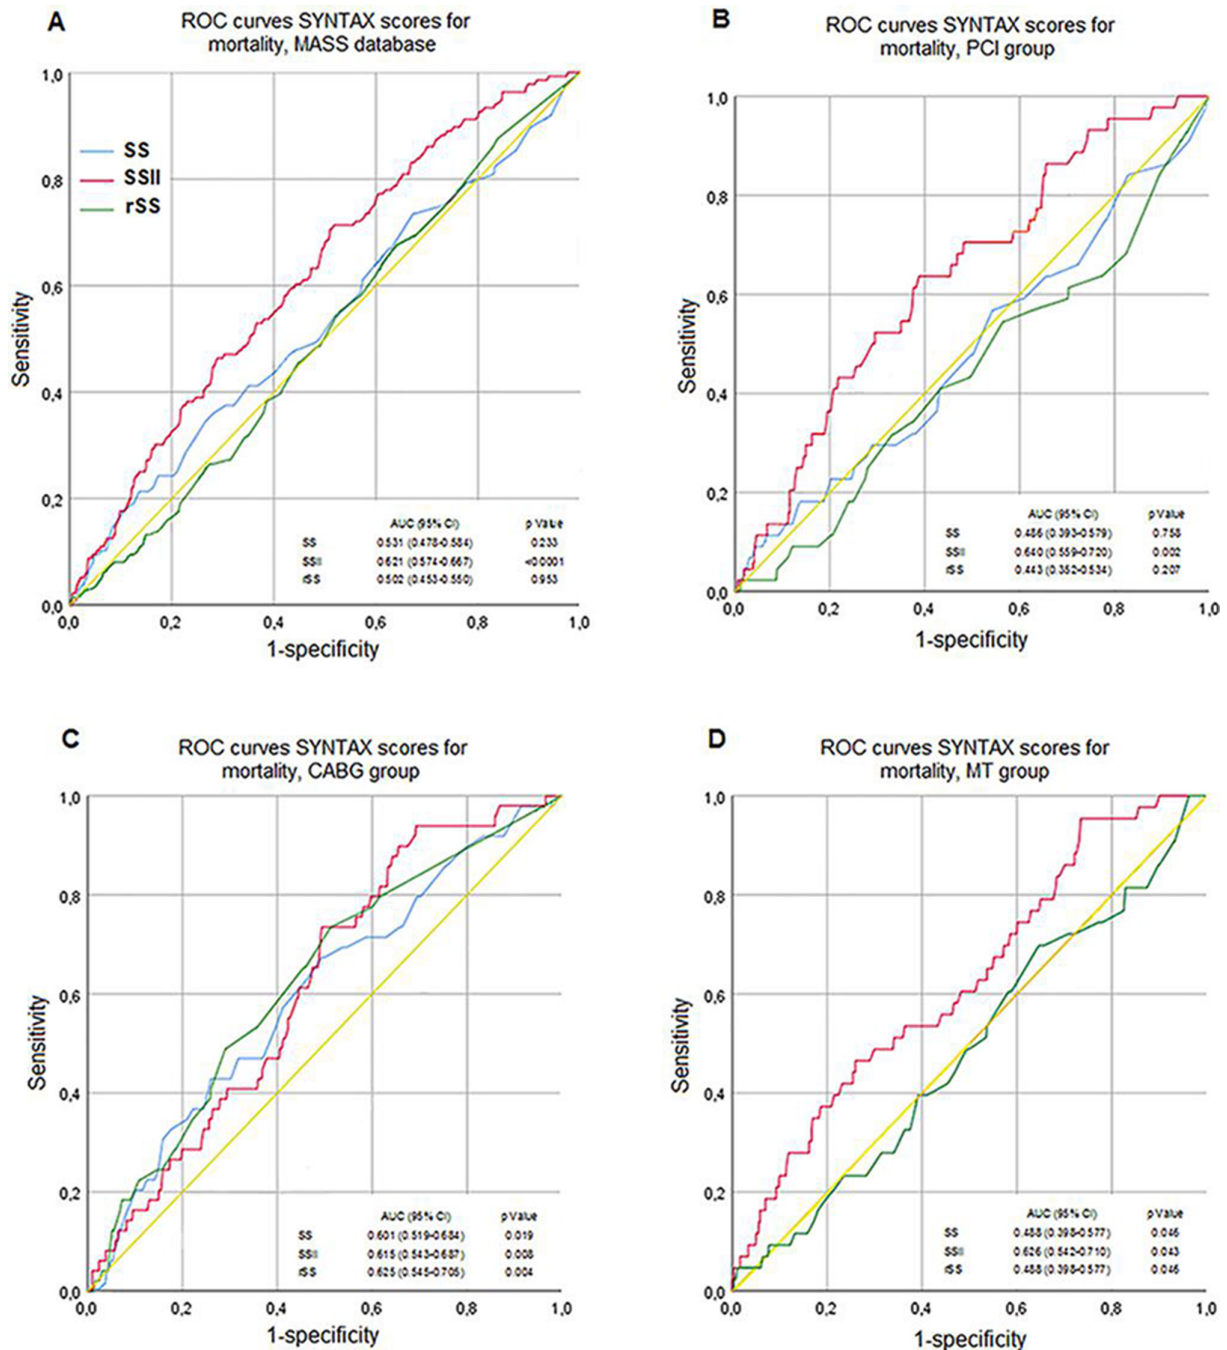 A
ROC curves SYNTAX scores for
mortality, MASS database
1,0
0,8
0,6
0,4
0,2
0,0
Sensitivity
SS
SSII
rSS
AUC (95% CI) p Value
SS 0.531 (0.478-0.584) 0.233
SSII 0.621 (0.574-0.667) <0.0001
rSS 0.502 (0.453-0.550) 0.953
0,0 0,2 0,4 0,6 0,8 1,0
1-specificity
B
ROC curves SYNTAX scores for
mortality, PCI group
1,0
0,8
0,6
0,4
0,2
0,0
Sensitivity
AUC (95% CI) p Value
SS 0.486 (0.393-0.579) 0.758
SSII 0.640 (0.559-0.720) 0.002
rSS 0.443 (0.352-0.534) 0.207
0,0 0,2 0,4 0,6 0,8 1,0
1-specificity
C
ROC curves SYNTAX scores for
mortality, CABG group
1,0
0,8
0,6
0,4
0,2
0,0
Sensitivity
AUC (95% CI) p Value
SS 0.601 (0.519-0.684) 0.019
SSII 0.615 (0.543-0.687) 0.008
rSS 0.625 (0.545-0.705) 0.004
0,0 0,2 0,4 0,6 0,8 1,0
1-specificity
D
ROC curves SYNTAX scores for
mortality, MT group
1,0
0,8
0,6
0,4
0,2
0,0
Sensitivity
AUC (95% CI) p Value
SS 0.488 (0.398-0.577) 0.046
SSII 0.626 (0.542-0.710) 0.043
rSS 0.488 (0.398-0.577) 0.046
0,0 0,2 0,4 0,6 0,8 1,0
1-specificity